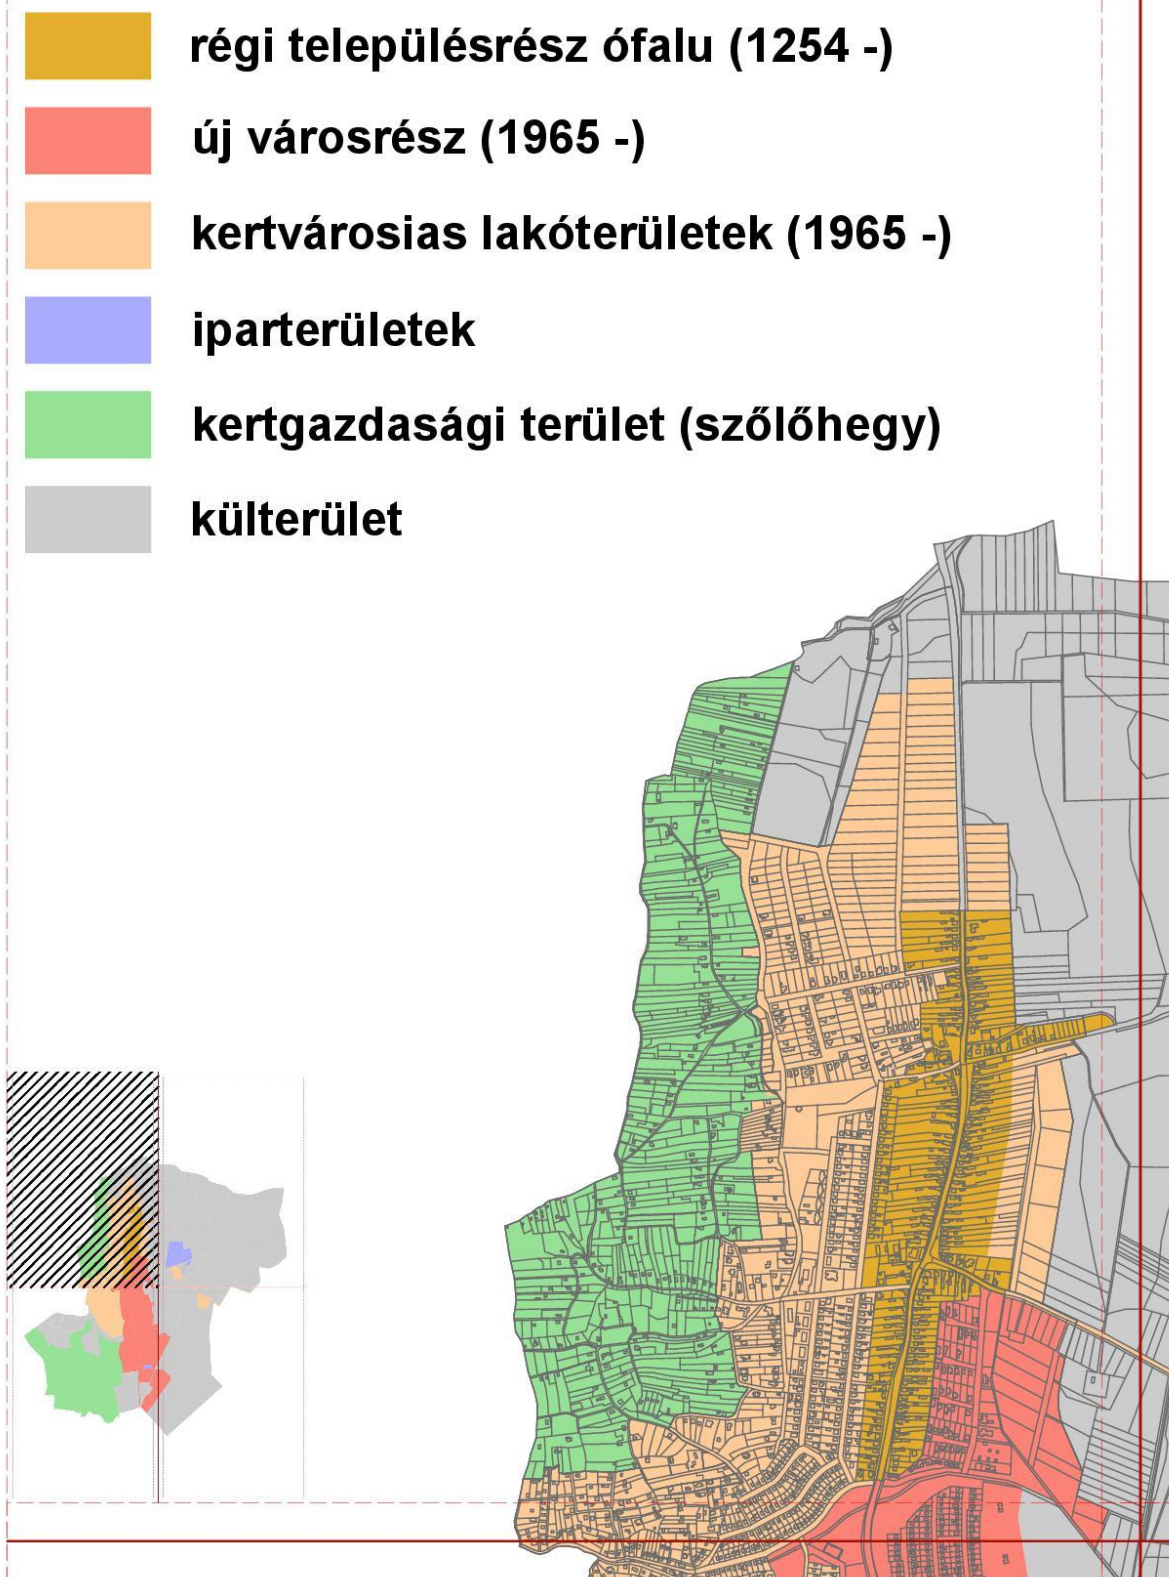 régi településrész ófalu (1254 -)
új városrész (1965 -)
kertvárosias lakóterületek (1965 -)
iparterületek
kertgazdasági terület (szőlőhegy)
külterület